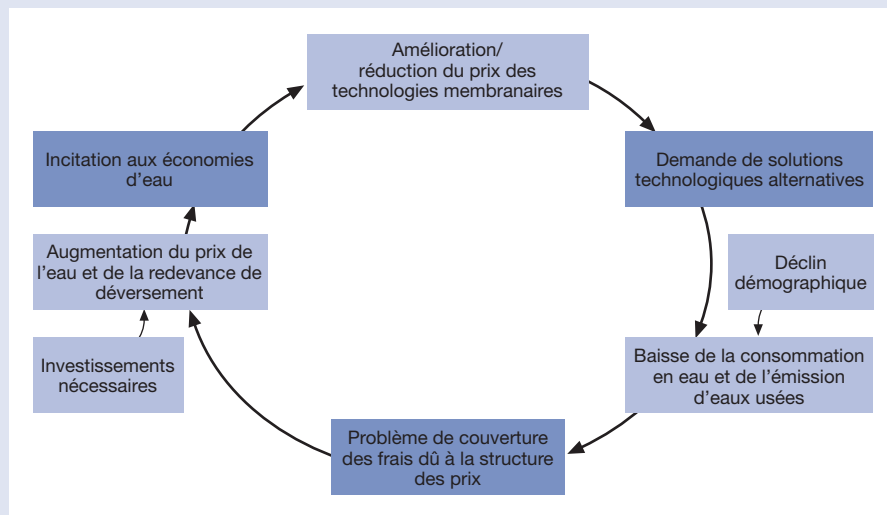 Amélioration/
réduction du prix des
technologies membranaires
Incitation aux économies
d'eau
Demande de solutions
technologiques alternatives
Augmentation du prix de
l'eau et de la redevance de
déversement
Déclin
démographique
Investissements
nécessaires
Baisse de la consommation
en eau et de l'émission
d'eaux usées
Problème de couverture
des frais dû à la structure
des prix